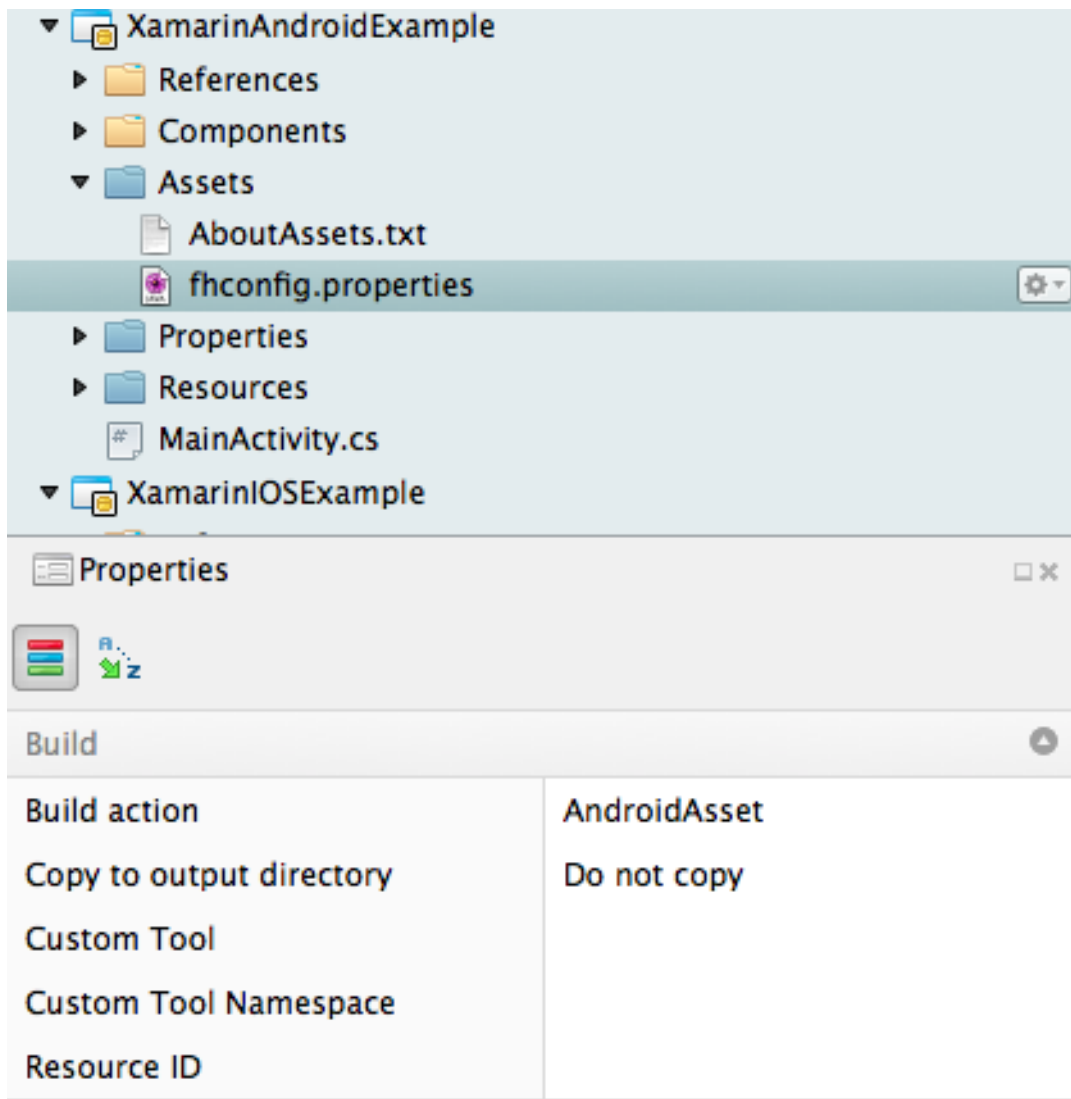 XamarinAndroidExample
References
Components
Assets
AboutAssets.txt
fhconfig.properties
Properties
Resources
MainActivity.cs
XamarinIOSExample
Properties
Build
Build action AndroidAsset
Copy to output directory Do not copy
Custom Tool
Custom Tool Namespace
Resource ID